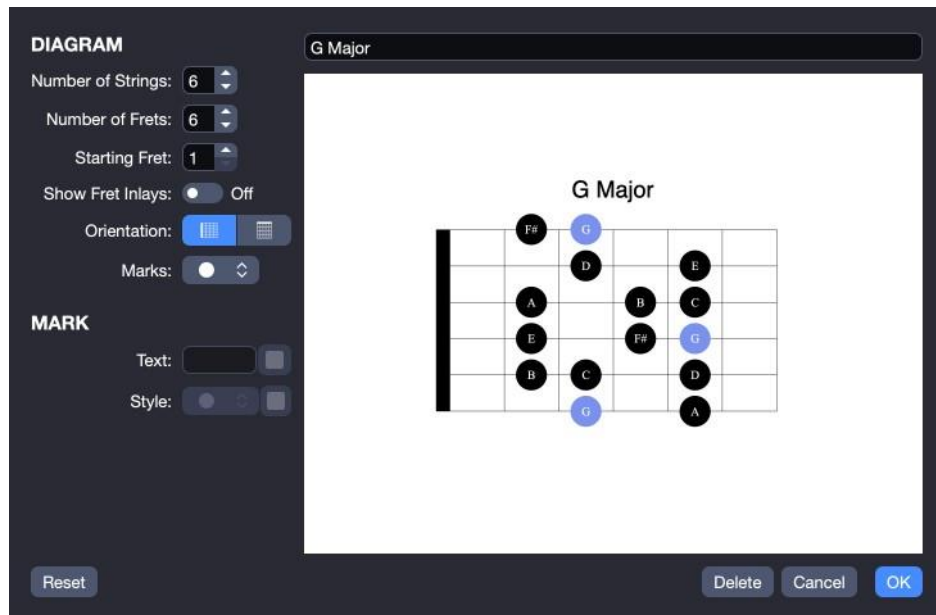 DIAGRAM
G Major
Number of Strings: 6
Number of Frets: 6
Starting Fret: 1
Show Fret Inlays: Off
Orientation:
Marks:
MARK
Text:
Style:
G Major
F# G
D E
A B C
E F# G
B C D
G A
Reset
Delete Cancel OK